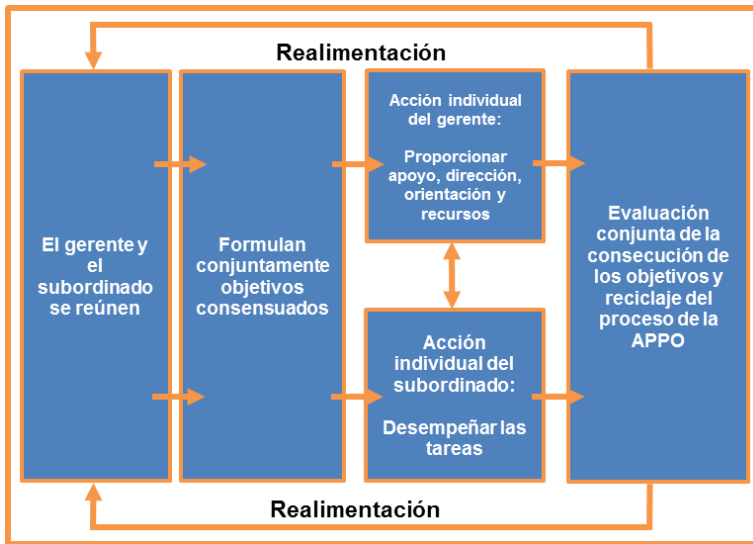 Realimentación
El gerente y
el
subordinado
se reúnen
Formulan
conjuntamente
objetivos
consensuados
Acción individual
del gerente:
Proporcionar
apoyo, dirección,
orientación y
recursos
Acción
individual del
subordinado:
Desempeñar las
tareas
Evaluación
conjunta de la
consecución de
los objetivos y
reciclaje del
proceso de la
APPO
Realimentación